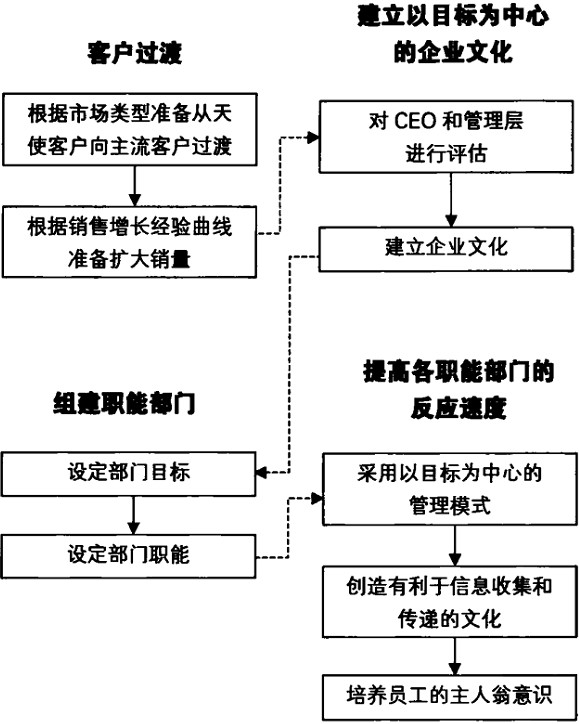 客户过渡
根据市场类型准备从天
使客户向主流客户过渡
根据销售增长经验曲线
准备扩大销量
建立以目标为中心
的企业文化
对 CEO 和管理层
进行评估
建立企业文化
组建职能部门
设定部门目标
设定部门职能
提高各职能部门的
反应速度
采用以目标为中心的
管理模式
创造有利于信息收集和
传递的文化
培养员工的主人翁意识